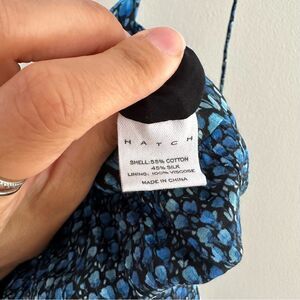 HATCH
SHELL: 55% COTTON
45% SILK
LINING: 100% VISCOSE
MADE IN CHINA